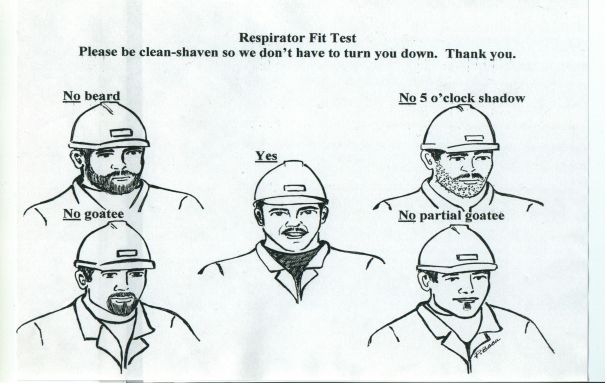 Respirator Fit Test
Please be clean-shaven so we don't have to turn you down.  Thank you.
No beard
No 5 o'clock shadow
Yes
No goatee
No partial goatee